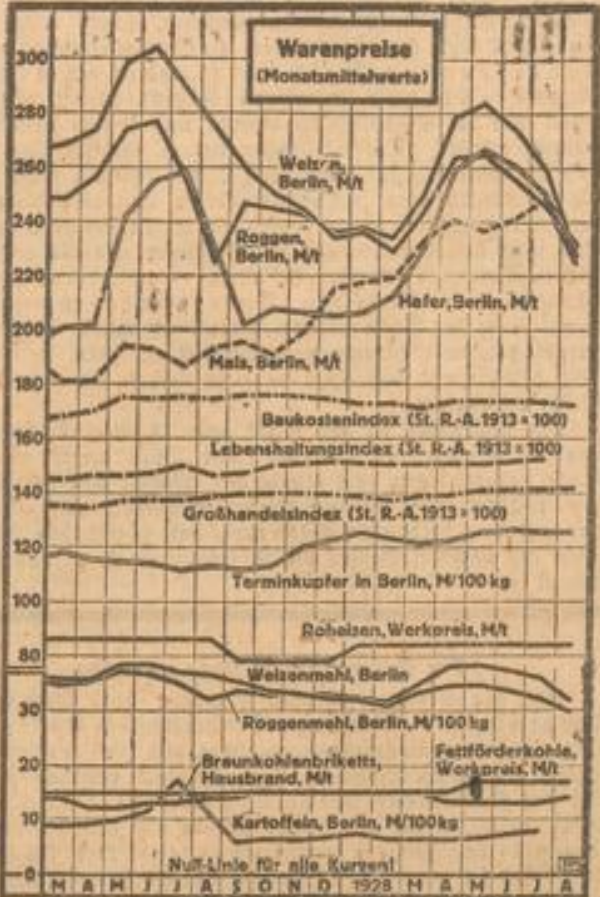 Warenpreise
(Monatsmittelwerte)
300
280
260
240
220
200
180
160
140
120
100
80
30
20
10
0
Weizen,
Berlin, M/t
Roggen,
Berlin, M/t
Hafer, Berlin, M/t
Mais, Berlin, M/t
Baukostenindex (St. R.-A. 1913 = 100)
Lebenshaltungsindex (St. R.-A. 1913 = 100)
Großhandelsindex (St. R.-A. 1913 = 100)
Terminkupfer in Berlin, M/100 kg
Roheisen, Werkpreis, M/t
Weizenmehl, Berlin
Roggenmehl, Berlin, M/100 kg
Braunkohlenbriketts,
Hausbrand, M/t
Fettförderkohle,
Werkpreis, M/t
Kartoffeln, Berlin, M/100kg
Null-Linie für alle Kurven!
M A M J J A S O N D 1928 M A M J J A